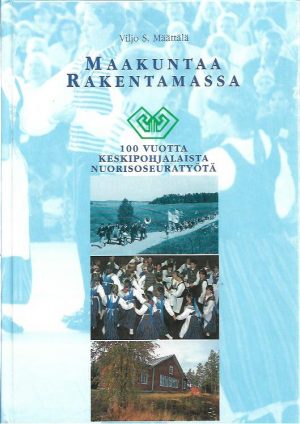 Viljo S. Määttälä
MAAKUNTAA
RAKENTAMASSA
100 VUOTTA
KESKIPOHJALAISTA
NUORISOSEURATYÖTÄ